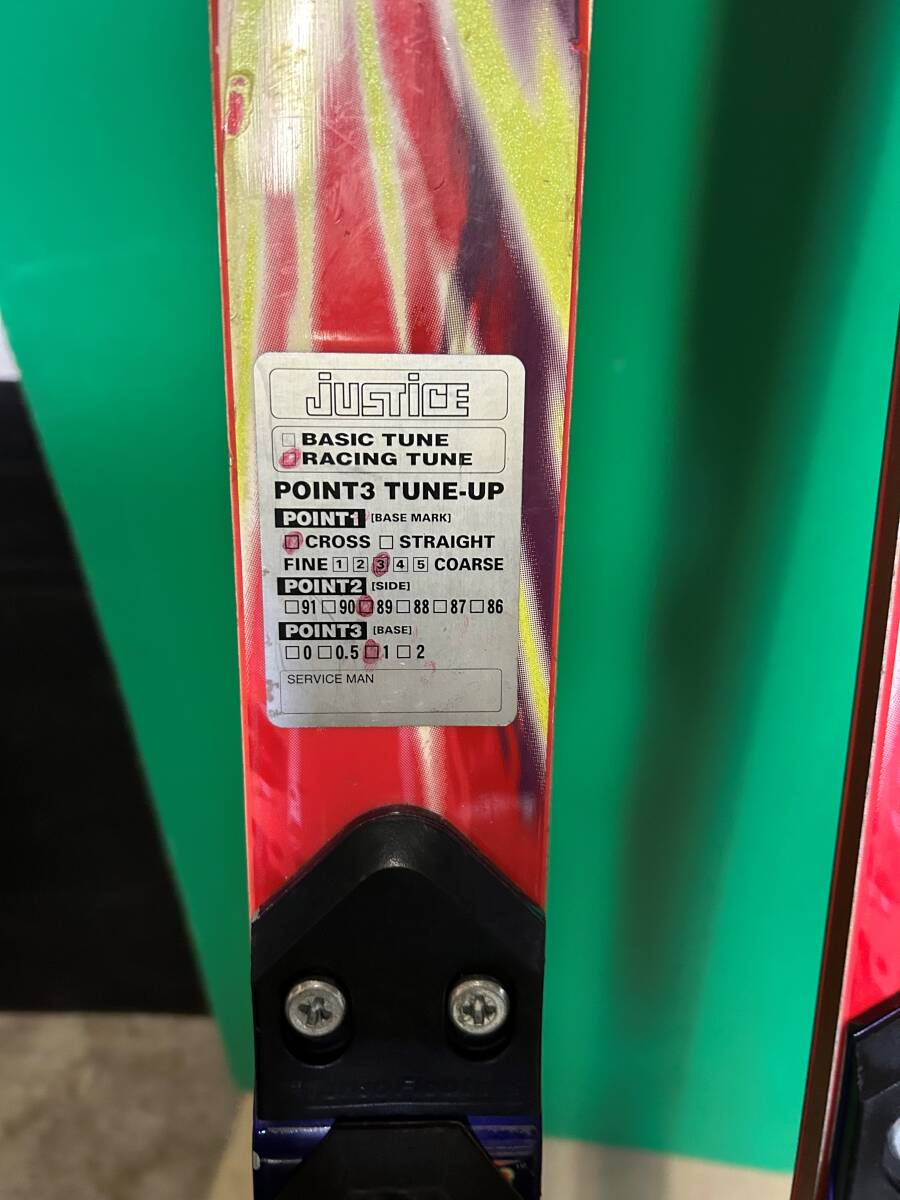 JUSTICE
□ BASIC TUNE
□ RACING TUNE
POINT3 TUNE-UP
POINT1 [BASE MARK]
□ CROSS □ STRAIGHT
FINE 1 2 3 4 5 COARSE
POINT2 [SIDE]
□91 □90 □89 □88 □87 □86
POINT3 [BASE]
□0 □0.5 □1 □2
SERVICE MAN